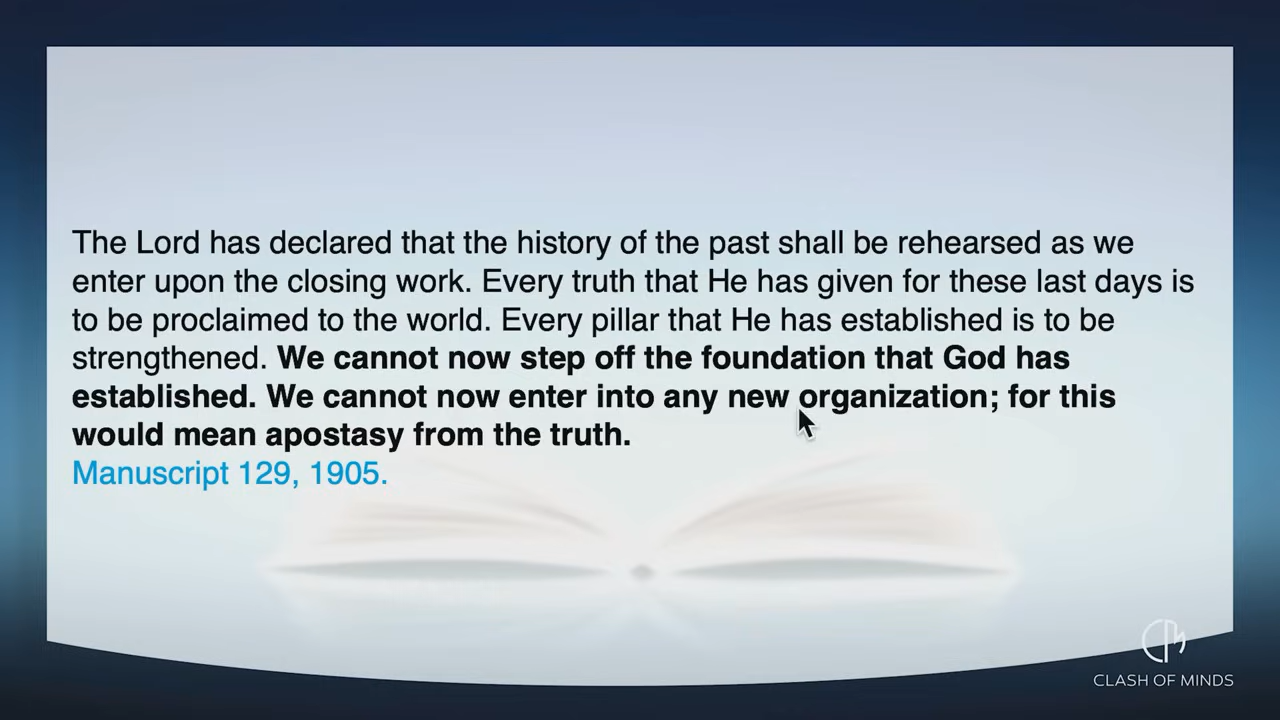 The Lord has declared that the history of the past shall be rehearsed as we
enter upon the closing work. Every truth that He has given for these last days is
to be proclaimed to the world. Every pillar that He has established is to be
strengthened. We cannot now step off the foundation that God has
established. We cannot now enter into any new organization; for this
would mean apostasy from the truth.
Manuscript 129, 1905.
CLASH OF MINDS